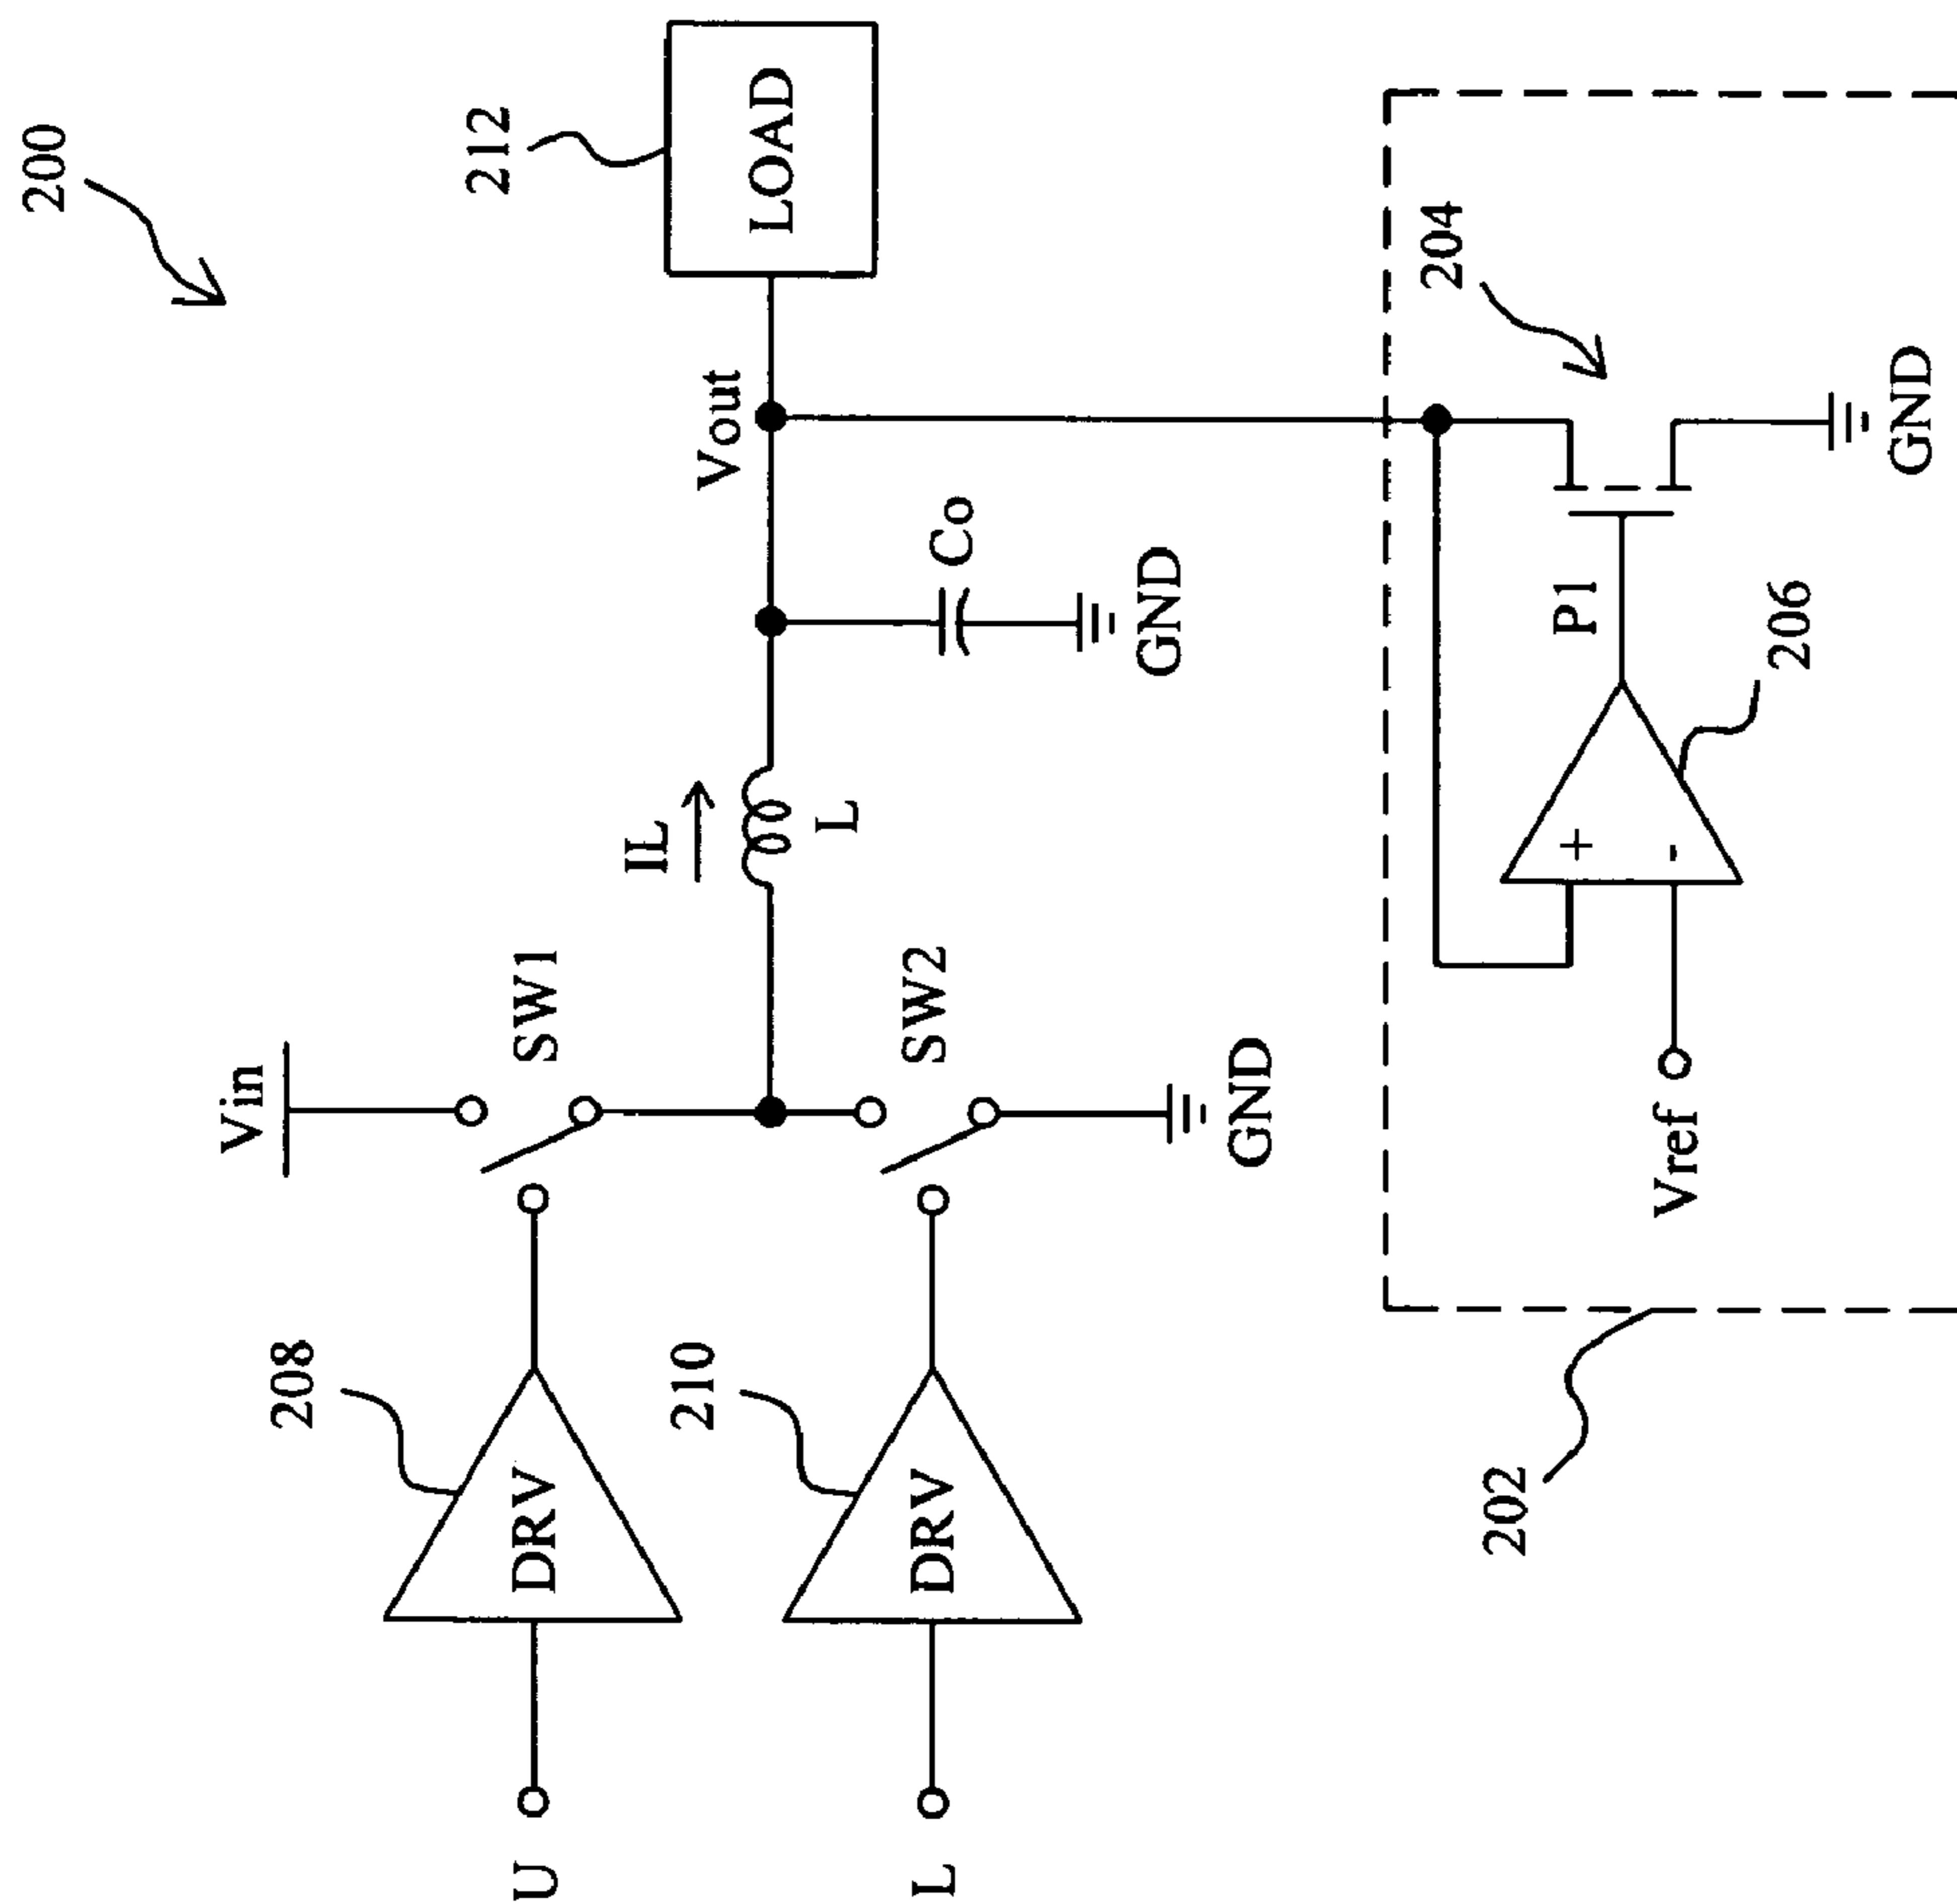 200
212
LOAD
Vout
Co
GND
IL
L
Vin
SW1
SW2
GND
208
DRV
U
210
DRV
L
202
204
GND
P1
206
+
-
Vref